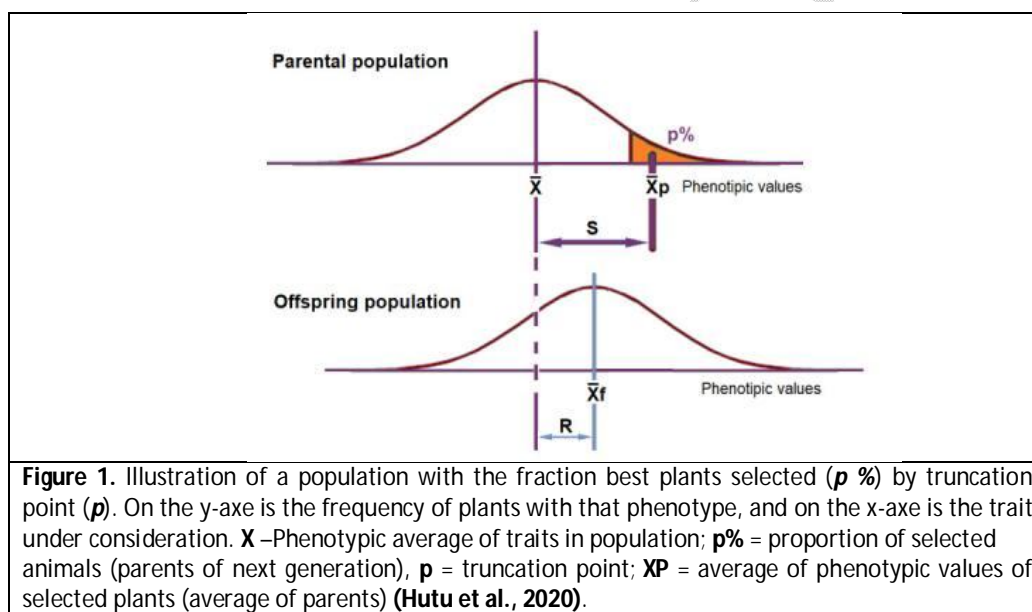 Parental population
p%
X̄
X̄p
Phenotipic values
S
Offspring population
Phenotipic values
X̄f
R
Figure 1. Illustration of a population with the fraction best plants selected (p %) by truncation
point (p). On the y-axis is the frequency of plants with that phenotype, and on the x-axis is the trait
under consideration. X –Phenotypic average of traits in population; p% = proportion of selected
animals (parents of next generation), p = truncation point; XP = average of phenotypic values of
selected plants (average of parents) (Hutu et al., 2020).